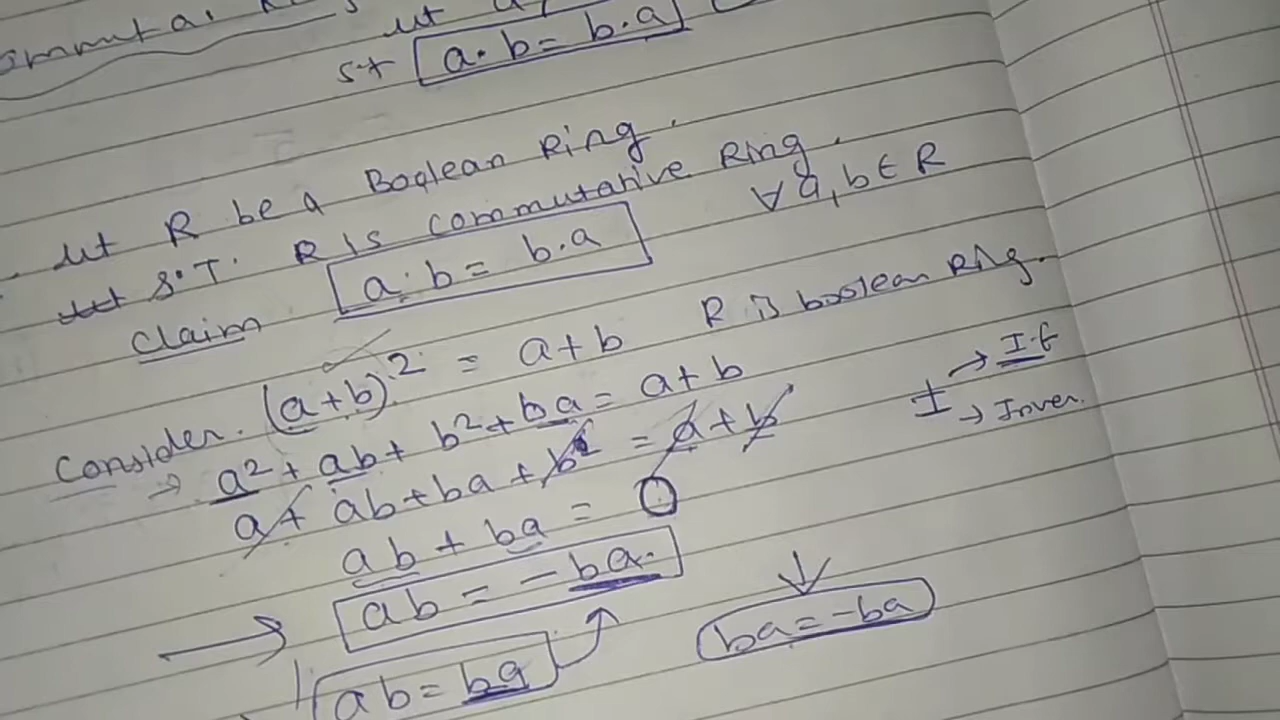 s.t a.b = b.a
Let R be a Boolean Ring.
S.T. R is commutative Ring.
Claim a.b = b.a ∀ a, b ∈ R
Consider. (a+b)² = a+b R is boolean Ring.
→ a² + ab + b² + ba = a+b
a + ab + ba + b² = a + b
I → I.E
→ Inver.
ab + ba = 0
→ ab = -ba.
ba = -ba
ab = ba